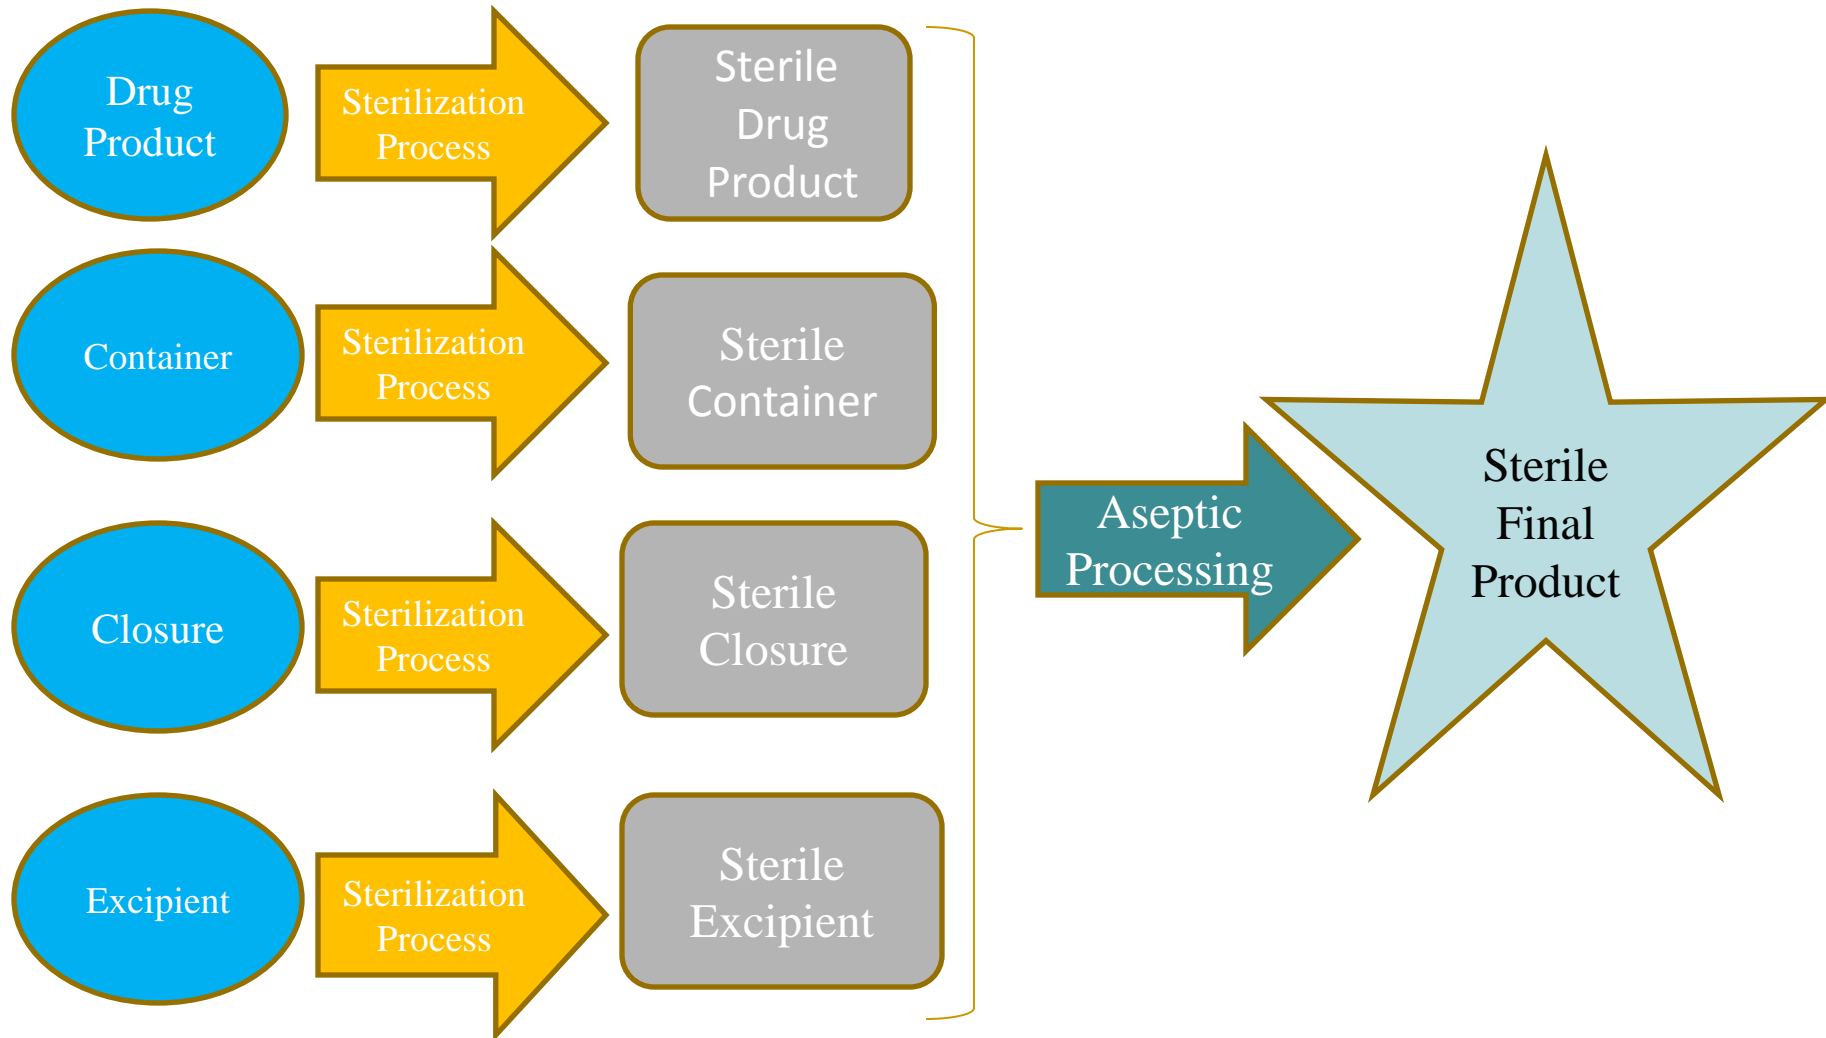 Drug
Product
Sterilization
Process
Sterile
Drug
Product
Container
Sterilization
Process
Sterile
Container
Closure
Sterilization
Process
Sterile
Closure
Excipient
Sterilization
Process
Sterile
Excipient
Aseptic
Processing
Sterile
Final
Product